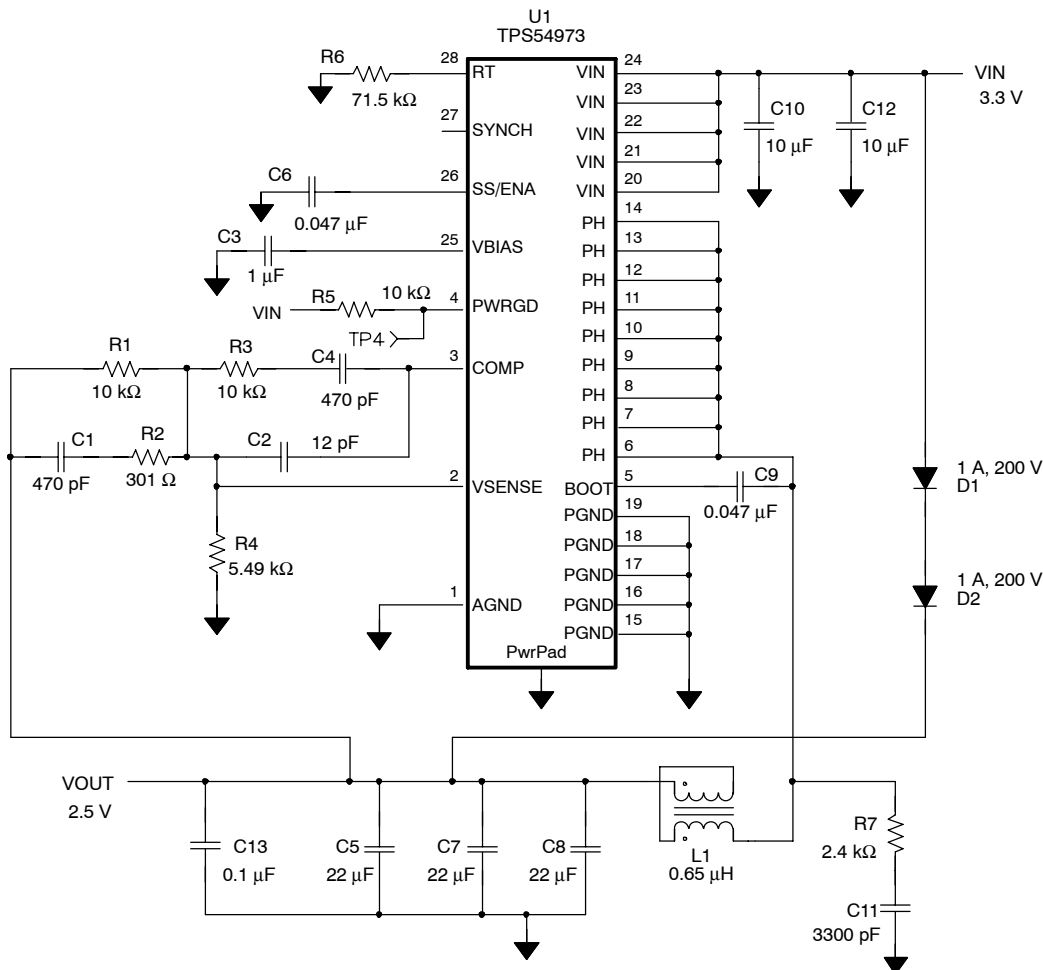 U1
TPS54973
R6
71.5 kΩ
28
RT
27
SYNCH
C6
0.047 μF
26
SS/ENA
C3
1 μF
25
VBIAS
VIN
R5
10 kΩ
4
PWRGD
TP4
R1
10 kΩ
R3
10 kΩ
C4
470 pF
3
COMP
C1
470 pF
R2
301 Ω
C2
12 pF
2
VSENSE
R4
5.49 kΩ
1
AGND
PwrPad
VIN
24
VIN
23
VIN
22
VIN
21
VIN
20
PH
14
PH
13
PH
12
PH
11
PH
10
PH
9
PH
8
PH
7
PH
6
BOOT
5
PGND
19
PGND
18
PGND
17
PGND
16
PGND
15
C10
10 μF
C12
10 μF
VIN
3.3 V
C9
0.047 μF
1 A, 200 V
D1
1 A, 200 V
D2
VOUT
2.5 V
C13
0.1 μF
C5
22 μF
C7
22 μF
C8
22 μF
L1
0.65 μH
R7
2.4 kΩ
C11
3300 pF